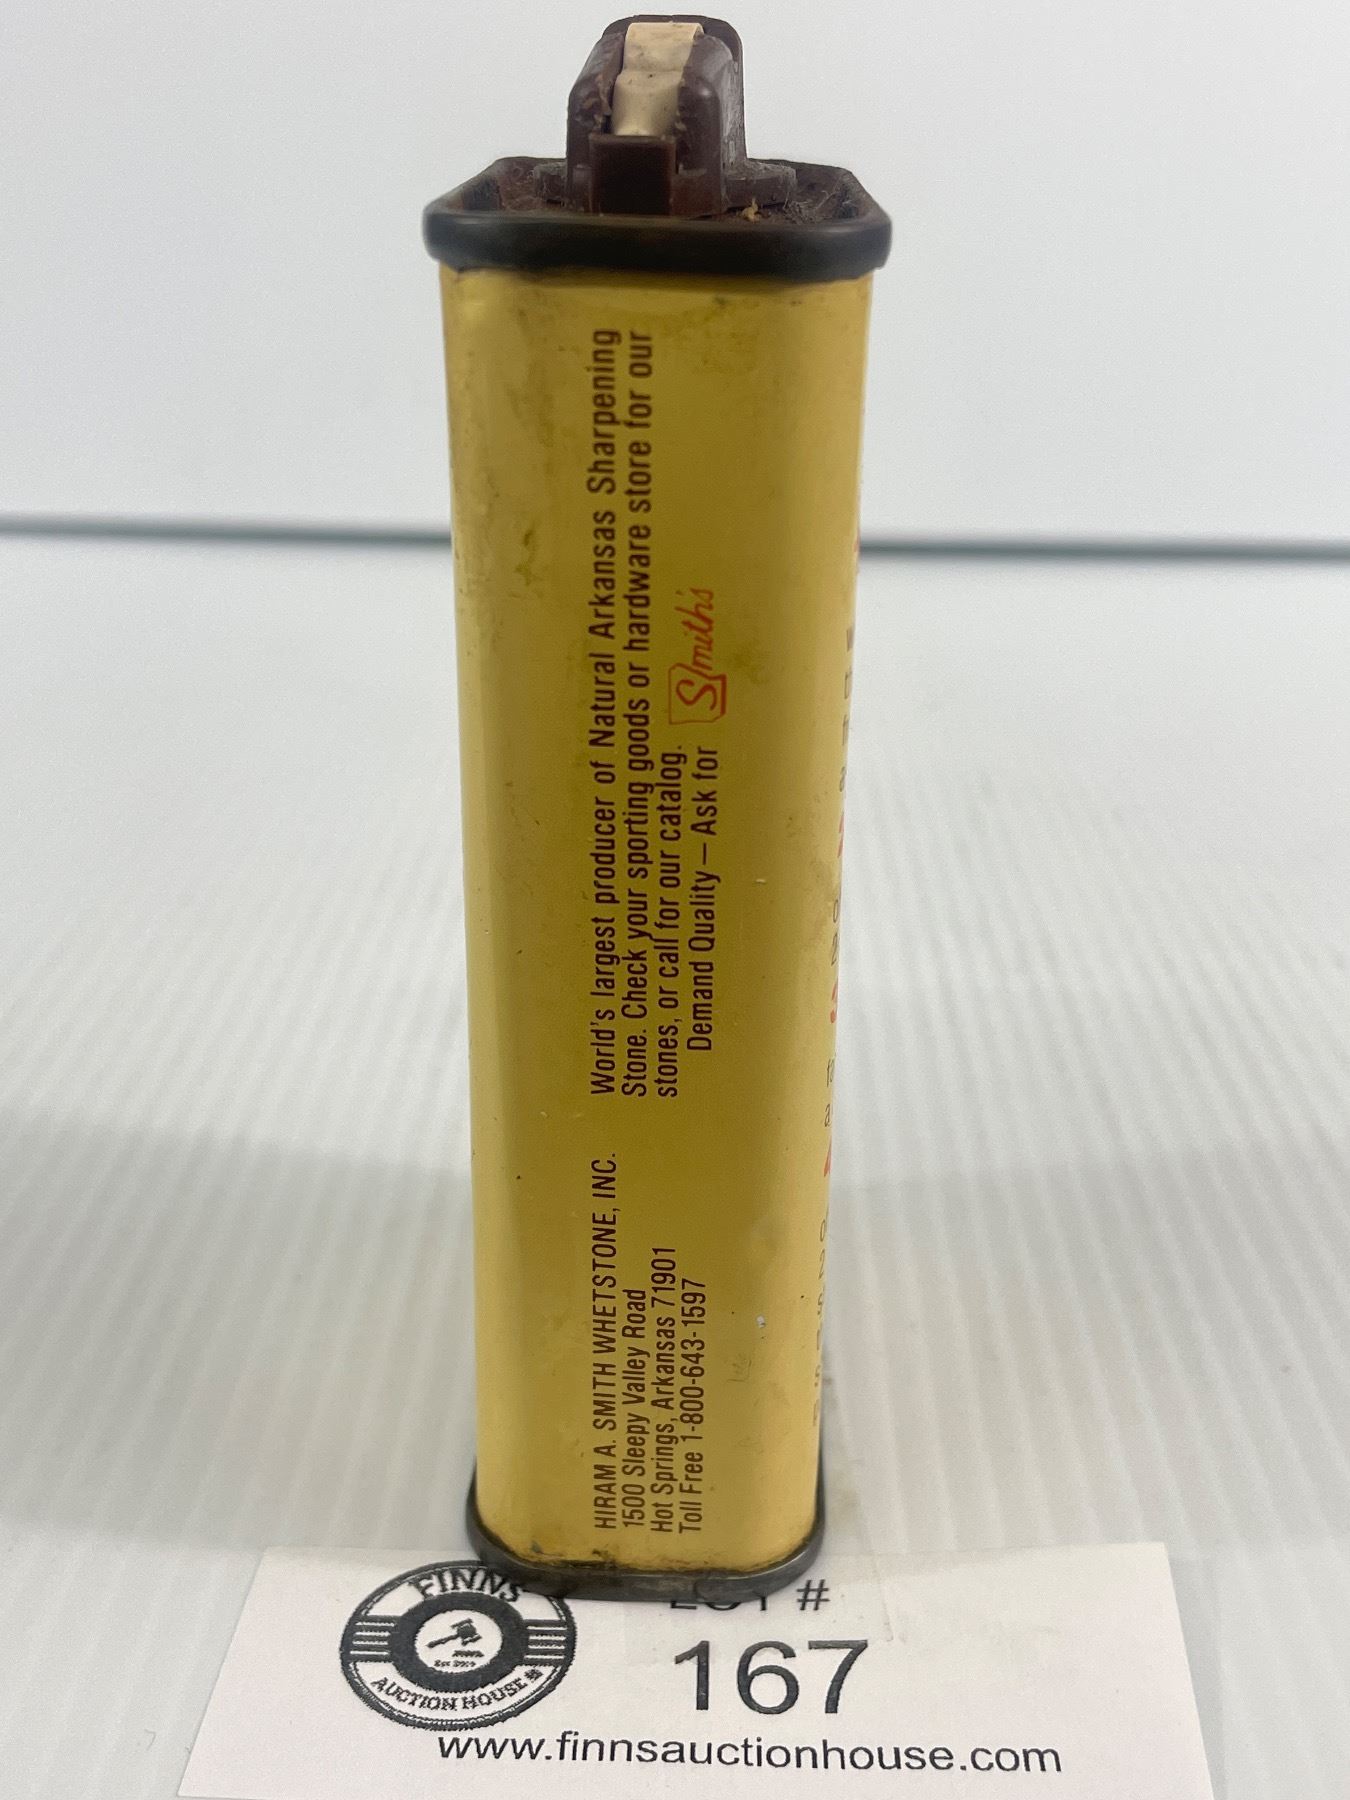 World's largest producer of Natural Arkansas Sharpening
Stone. Check your sporting goods or hardware store for our
stones, or call for our catalog.
Demand Quality — Ask for Smith's
HIRAM A. SMITH WHETSTONE, INC.
1500 Sleepy Valley Road
Hot Springs, Arkansas 71901
Toll Free 1-800-643-1597
FINNS
AUCTION HOUSE
LOT #
167
www.finnsauctionhouse.com